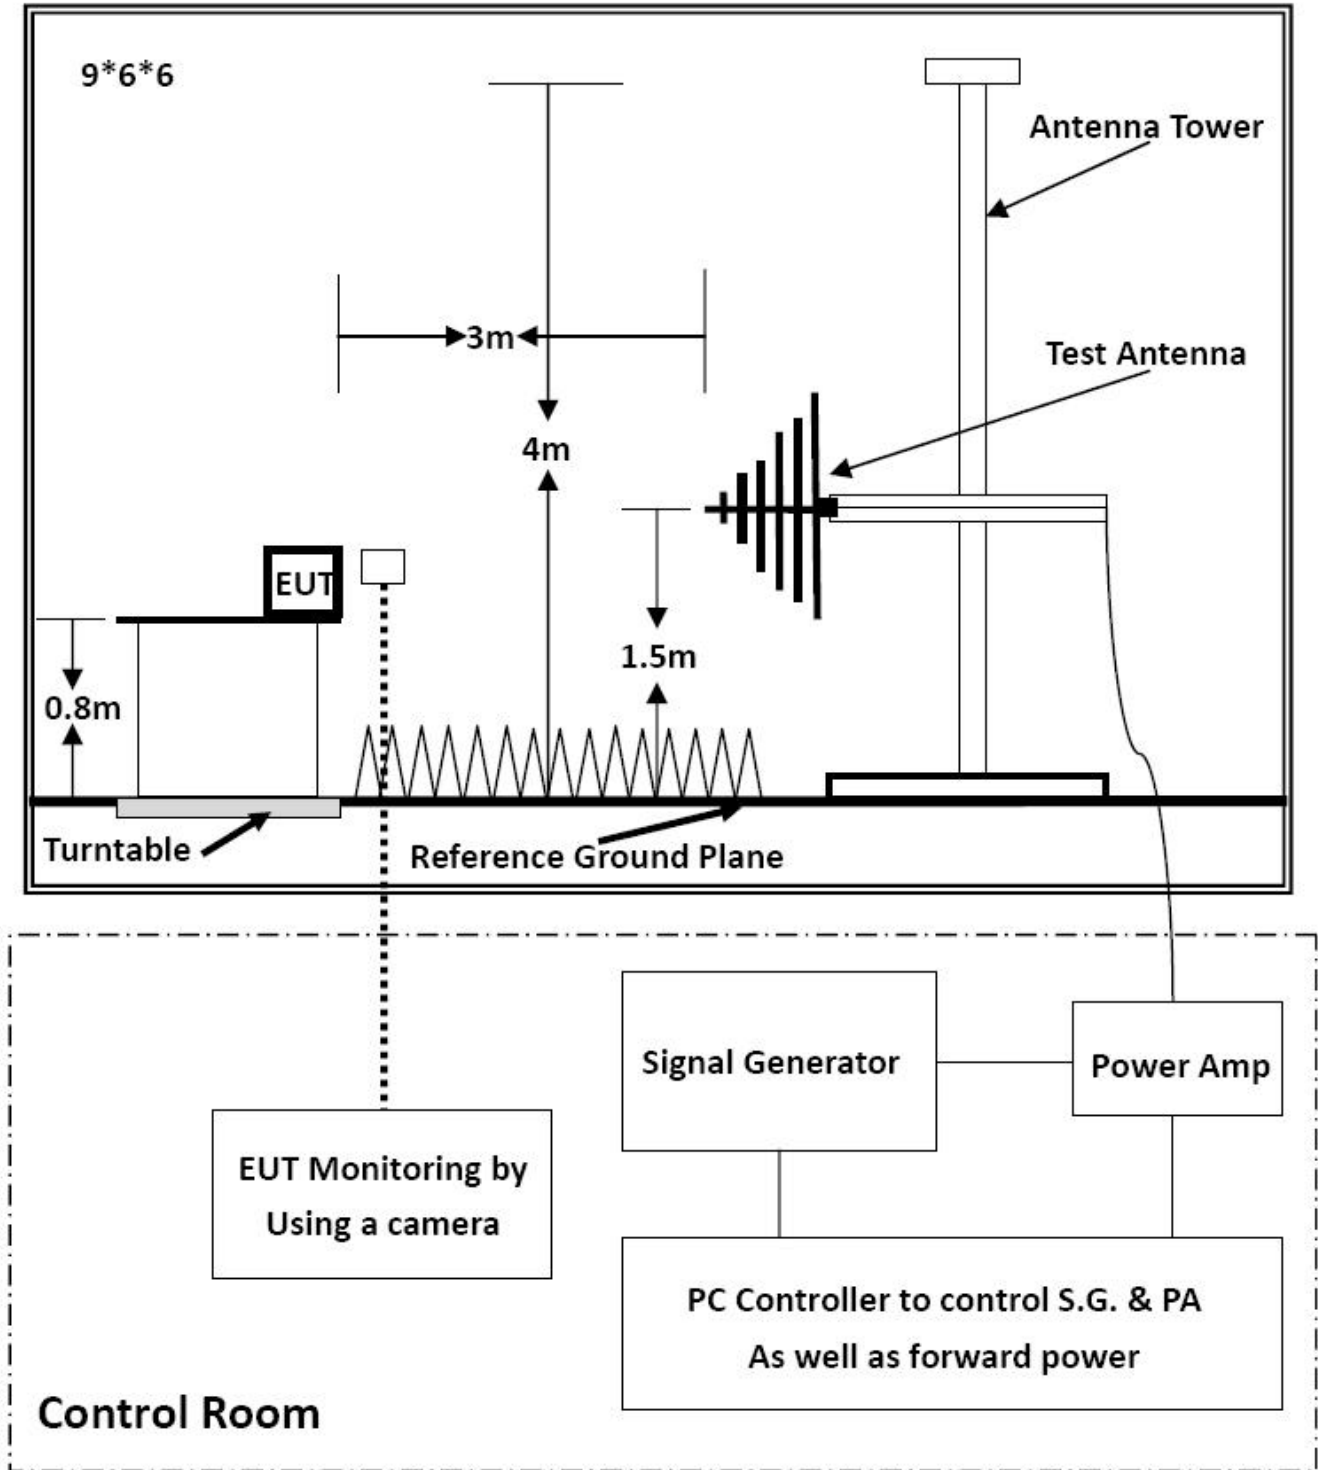 9*6*6
Antenna Tower
3m
Test Antenna
4m
EUT
1.5m
0.8m
Turntable
Reference Ground Plane
Signal Generator
Power Amp
EUT Monitoring by
Using a camera
PC Controller to control S.G. & PA
As well as forward power
Control Room